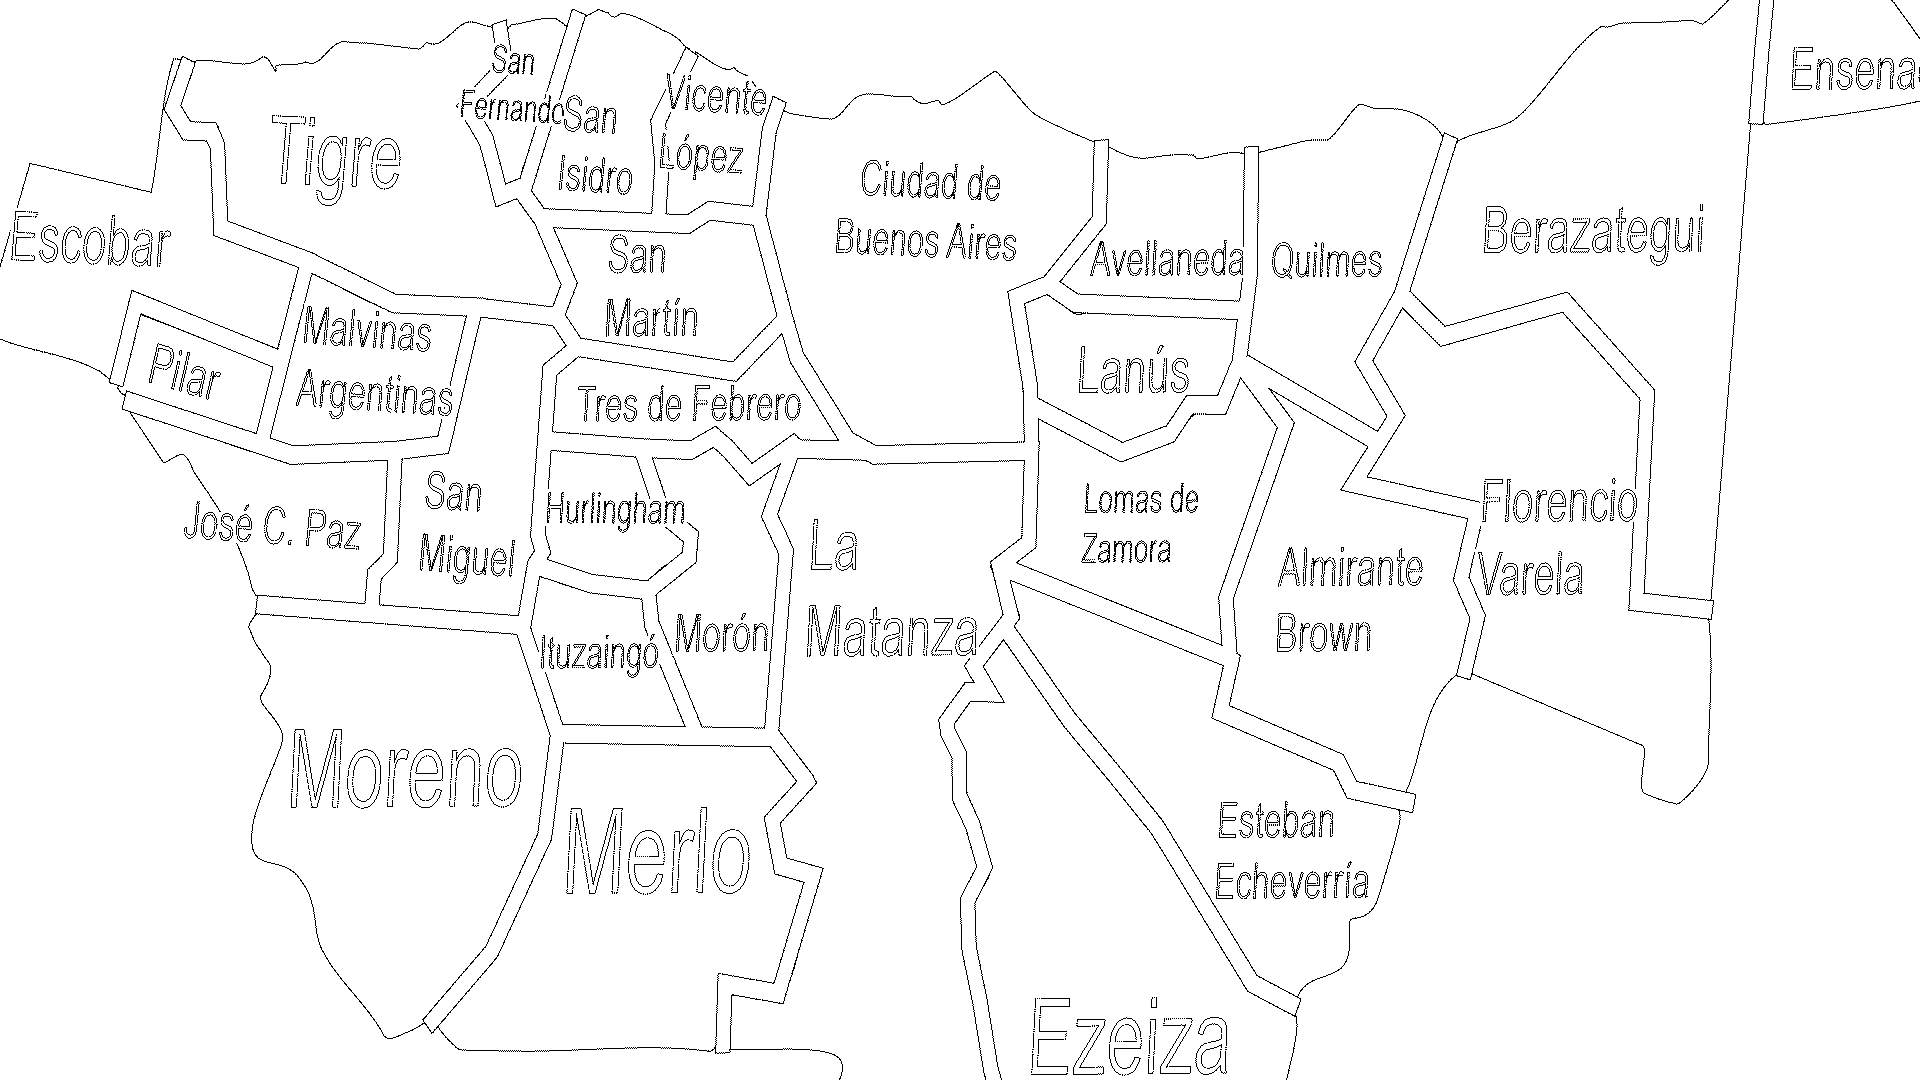 Ensena
San
Fernando
San
Isidro
Vicente
López
Tigre
Ciudad de
Buenos Aires
Escobar
San
Martín
Avellaneda
Quilmes
Berazategui
Malvinas
Argentinas
Pilar
Tres de Febrero
Lanús
José C. Paz
San
Miguel
Hurlingham
La
Matanza
Lomas de
Zamora
Florencio
Varela
Almirante
Brown
Ituzaingó
Morón
Moreno
Merlo
Esteban
Echeverría
Ezeiza